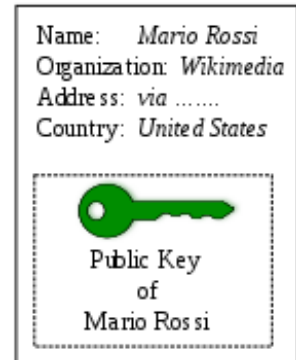 Name: Mario Rossi
Organization: Wikimedia
Address: via .......
Country: United States
Public Key
of
Mario Rossi